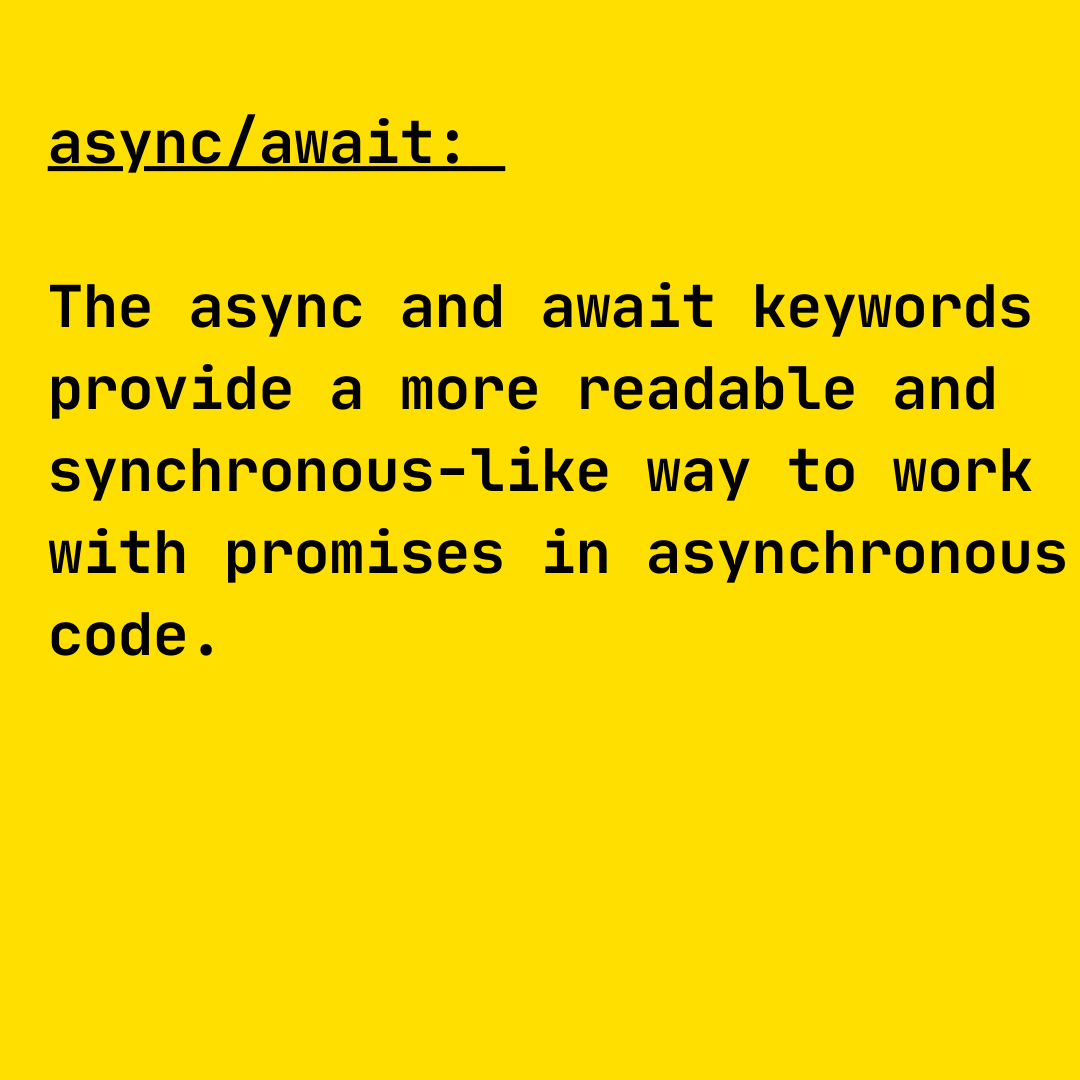 async/await:
The async and await keywords
provide a more readable and
synchronous-like way to work
with promises in asynchronous
code.